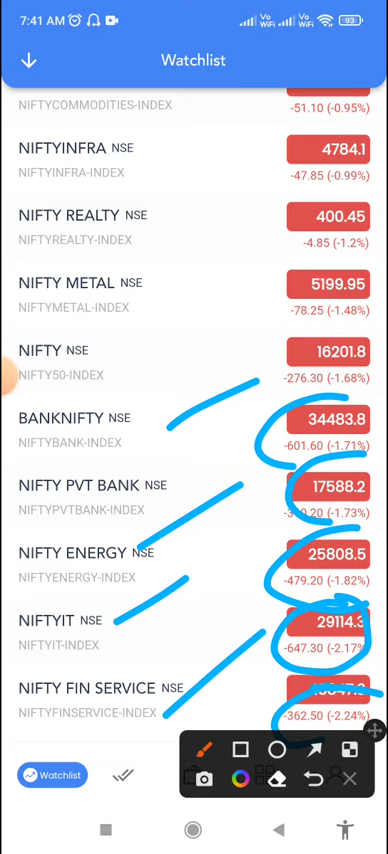 7:41 AM Vo WiFi Vo WiFi 93
Watchlist
NIFTYCOMMODITIES-INDEX -51.10 (-0.95%)
NIFTYINFRA NSE 4784.1
NIFTYINFRA-INDEX -47.85 (-0.99%)
NIFTY REALTY NSE 400.45
NIFTYREALTY-INDEX -4.85 (-1.2%)
NIFTY METAL NSE 5199.95
NIFTYMETAL-INDEX -78.25 (-1.48%)
NIFTY NSE 16201.8
NIFTY50-INDEX -276.30 (-1.68%)
BANKNIFTY NSE 34483.8
NIFTYBANK-INDEX -601.60 (-1.71%)
NIFTY PVT BANK NSE 17588.2
NIFTYPVTBANK-INDEX (-1.73%)
NIFTY ENERGY NSE 25808.5
NIFTYENERGY-INDEX -479.20 (-1.82%)
NIFTYIT NSE 29114.3
NIFTYIT-INDEX -647.30 (-2.17%)
NIFTY FIN SERVICE NSE
NIFTYFINSERVICE-INDEX -362.50 (-2.24%)
Watchlist